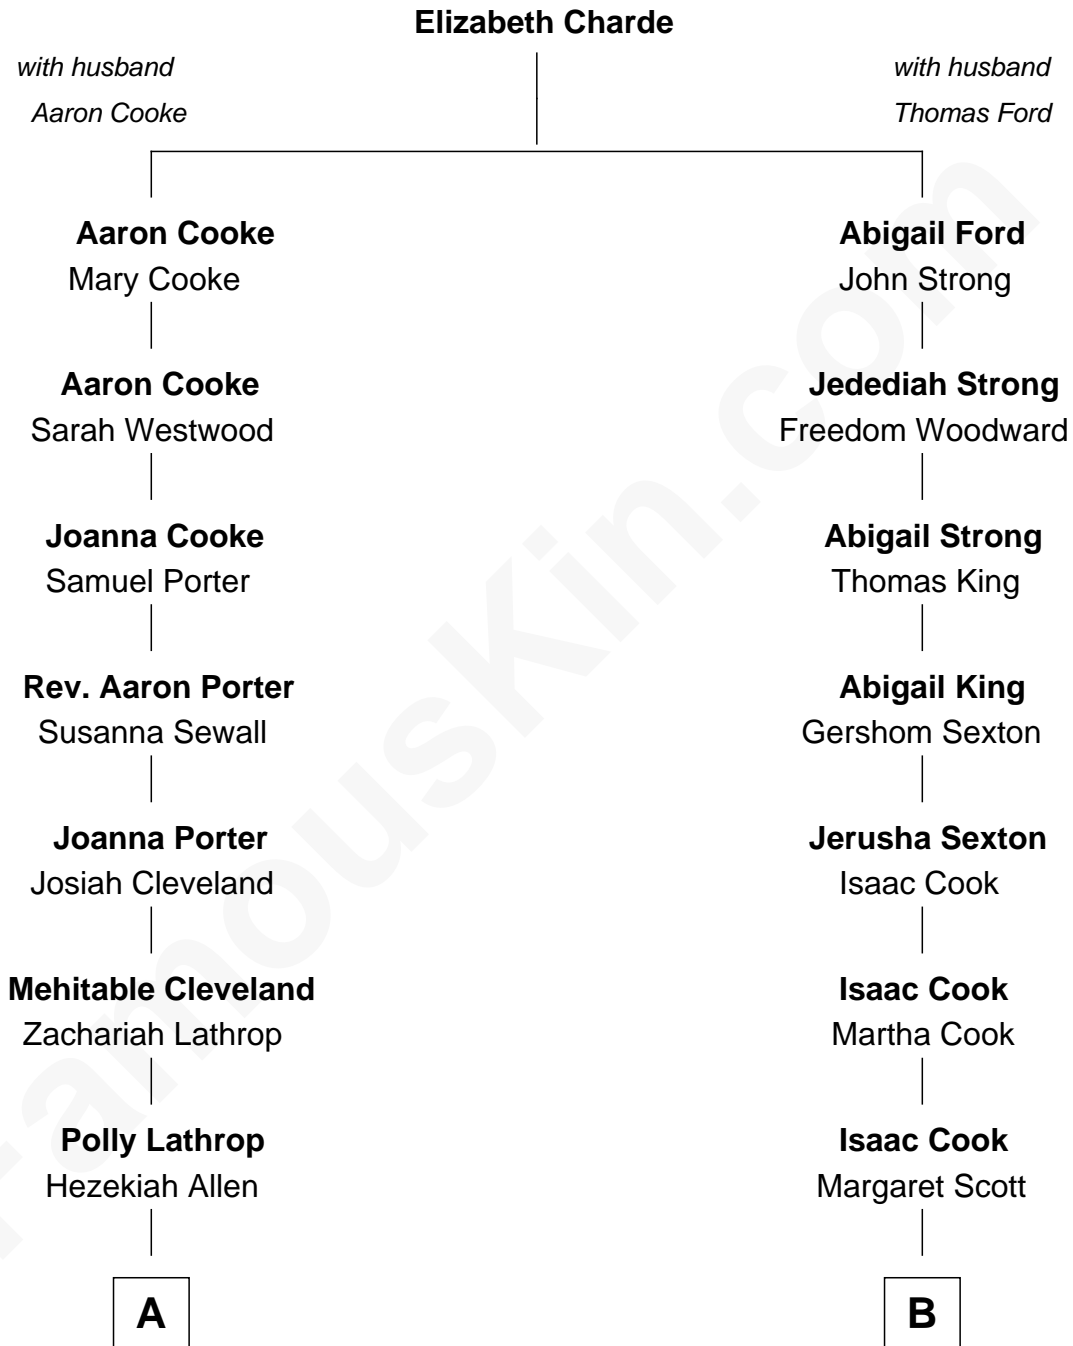 Elizabeth Charde
with husband
Aaron Cooke
with husband
Thomas Ford
Aaron Cooke
Mary Cooke
Abigail Ford
John Strong
Aaron Cooke
Sarah Westwood
Jedediah Strong
Freedom Woodward
Joanna Cooke
Samuel Porter
Abigail Strong
Thomas King
Rev. Aaron Porter
Susanna Sewall
Abigail King
Gershom Sexton
Joanna Porter
Josiah Cleveland
Jerusha Sexton
Isaac Cook
Mehitable Cleveland
Zachariah Lathrop
Isaac Cook
Martha Cook
Polly Lathrop
Hezekiah Allen
Isaac Cook
Margaret Scott
A
B
FamousKin.com